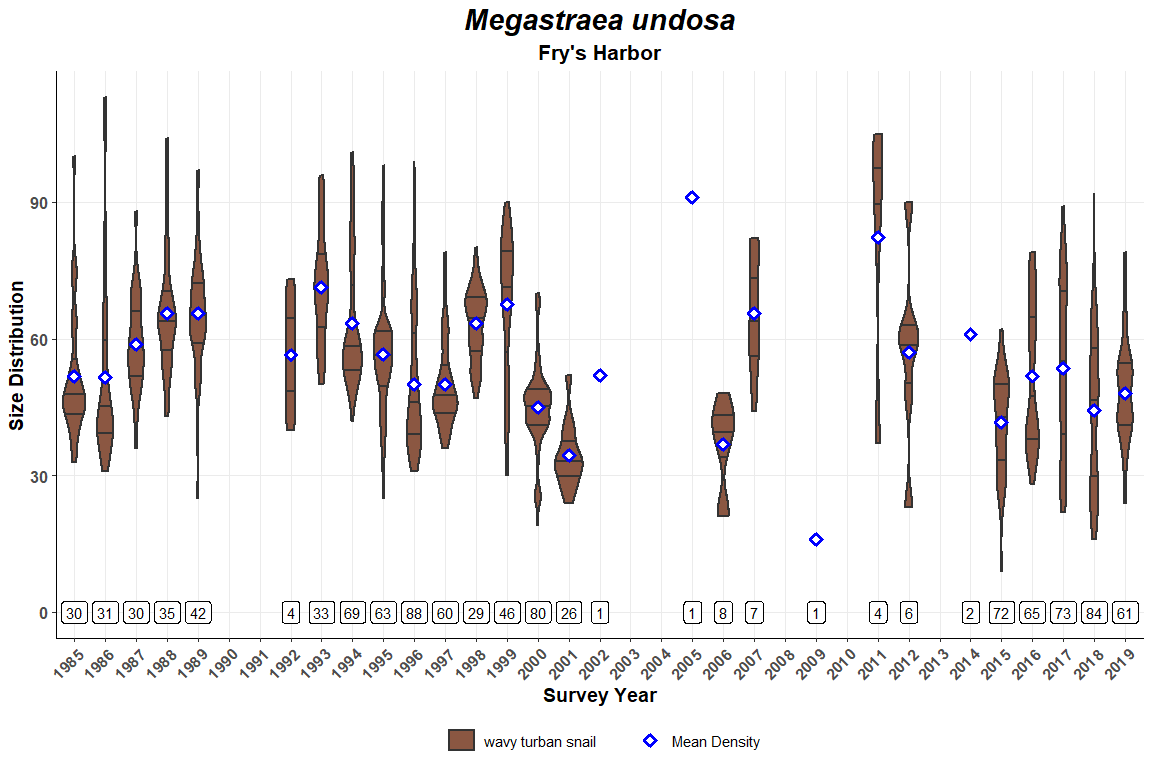 Megastraea undosa
Fry's Harbor
Size Distribution
90
60
30
0
30 31 30 35 42 4 33 69 63 88 60 29 46 80 26 1 1 8 7 1 4 6 2 72 65 73 84 61
1985 1986 1987 1988 1989 1990 1991 1992 1993 1994 1995 1996 1997 1998 1999 2000 2001 2002 2003 2004 2005 2006 2007 2008 2009 2010 2011 2012 2013 2014 2015 2016 2017 2018 2019
Survey Year
wavy turban snail Mean Density